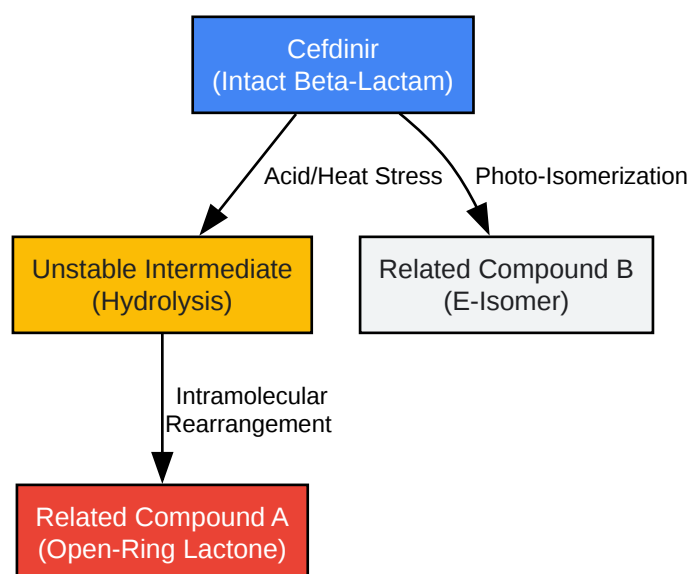 Cefdinir
(Intact Beta-Lactam)
Acid/Heat Stress
Photo-Isomerization
Unstable Intermediate
(Hydrolysis)
Related Compound B
(E-Isomer)
Intramolecular
Rearrangement
Related Compound A
(Open-Ring Lactone)